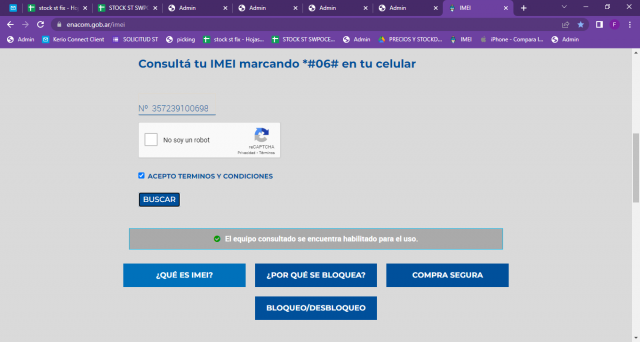 stock st fix - Hoj
STOCK ST SWPO
Admin
Admin
Admin
Admin
IMEI
enacom.gob.ar/imei
F
Admin
Kerio Connect Client
SOLICITUD ST
picking
stock st fix - Hojas...
STOCK ST SWPOCE...
Admin
PRECIOS Y STOCKD...
IMEI
iPhone - Compara l...
Admin
Consultá tu IMEI marcando *#06# en tu celular
Nº 357239100698
No soy un robot
reCAPTCHA
Privacidad - Términos
ACEPTO TERMINOS Y CONDICIONES
BUSCAR
El equipo consultado se encuentra habilitado para el uso.
¿QUÉ ES IMEI?
¿POR QUÉ SE BLOQUEA?
COMPRA SEGURA
BLOQUEO/DESBLOQUEO